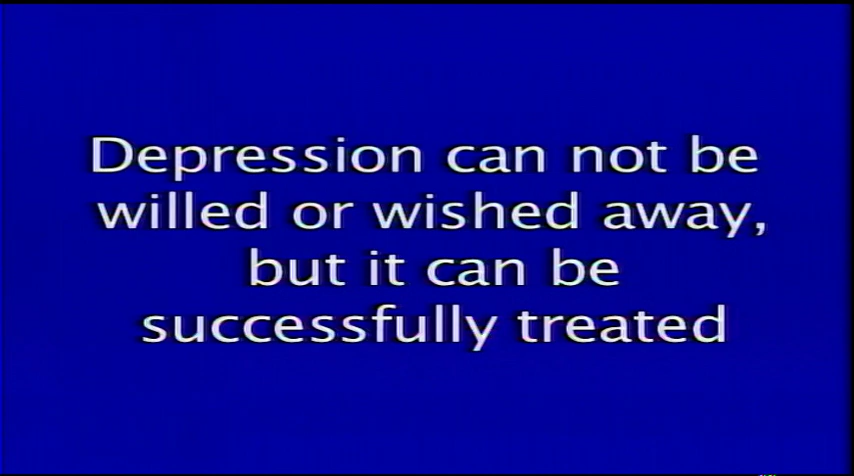 Depression can not be
willed or wished away,
but it can be
successfully treated